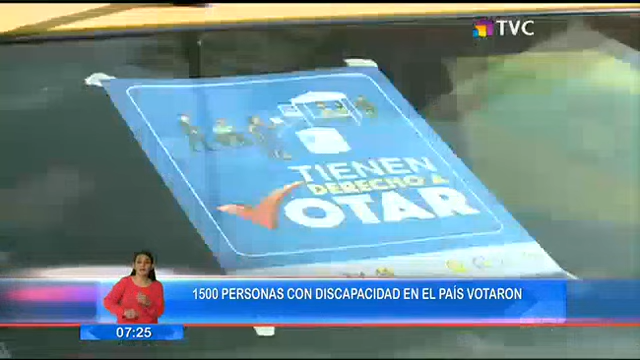 TVC
TIENEN
DERECHO A
VOTAR
1500 PERSONAS CON DISCAPACIDAD EN EL PAÍS VOTARON
07:25